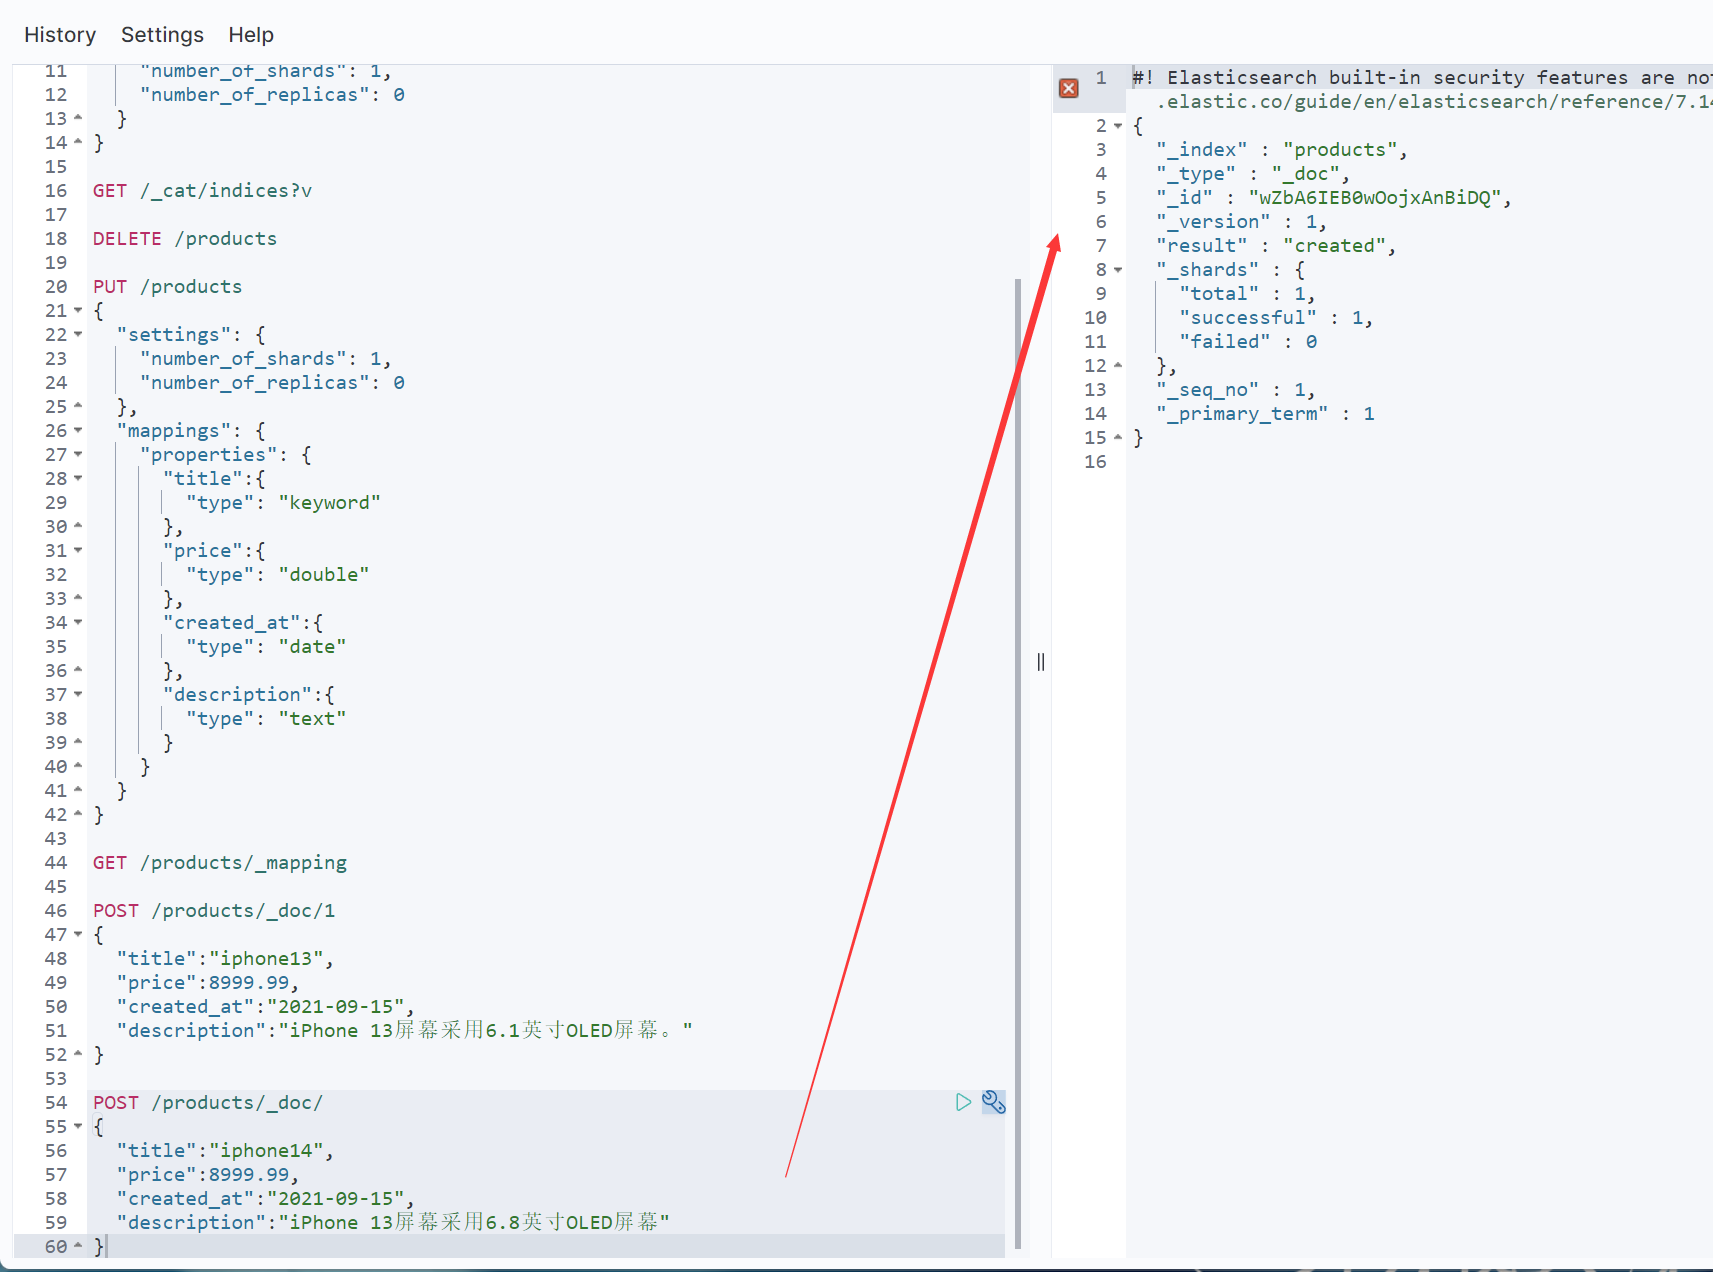 History Settings Help
11 "number_of_shards": 1,
12 "number_of_replicas": 0
13 }
14 }
15
16 GET /_cat/indices?v
17
18 DELETE /products
19
20 PUT /products
21 {
22 "settings": {
23 "number_of_shards": 1,
24 "number_of_replicas": 0
25 },
26 "mappings": {
27 "properties": {
28 "title":{
29 "type": "keyword"
30 },
31 "price":{
32 "type": "double"
33 },
34 "created_at":{
35 "type": "date"
36 },
37 "description":{
38 "type": "text"
39 }
40 }
41 }
42 }
43
44 GET /products/_mapping
45
46 POST /products/_doc/1
47 {
48 "title":"iphone13",
49 "price":8999.99,
50 "created_at":"2021-09-15",
51 "description":"iPhone 13屏幕采用6.1英寸OLED屏幕。"
52 }
53
54 POST /products/_doc/
55 {
56 "title":"iphone14",
57 "price":8999.99,
58 "created_at":"2021-09-15",
59 "description":"iPhone 13屏幕采用6.8英寸OLED屏幕"
60 }
1 #! Elasticsearch built-in security features are not
.elastic.co/guide/en/elasticsearch/reference/7.14
2 {
3 "_index" : "products",
4 "_type" : "_doc",
5 "_id" : "wZbA6IEB0wOojxAnBiDQ",
6 "_version" : 1,
7 "result" : "created",
8 "_shards" : {
9 "total" : 1,
10 "successful" : 1,
11 "failed" : 0
12 },
13 "_seq_no" : 1,
14 "_primary_term" : 1
15 }
16